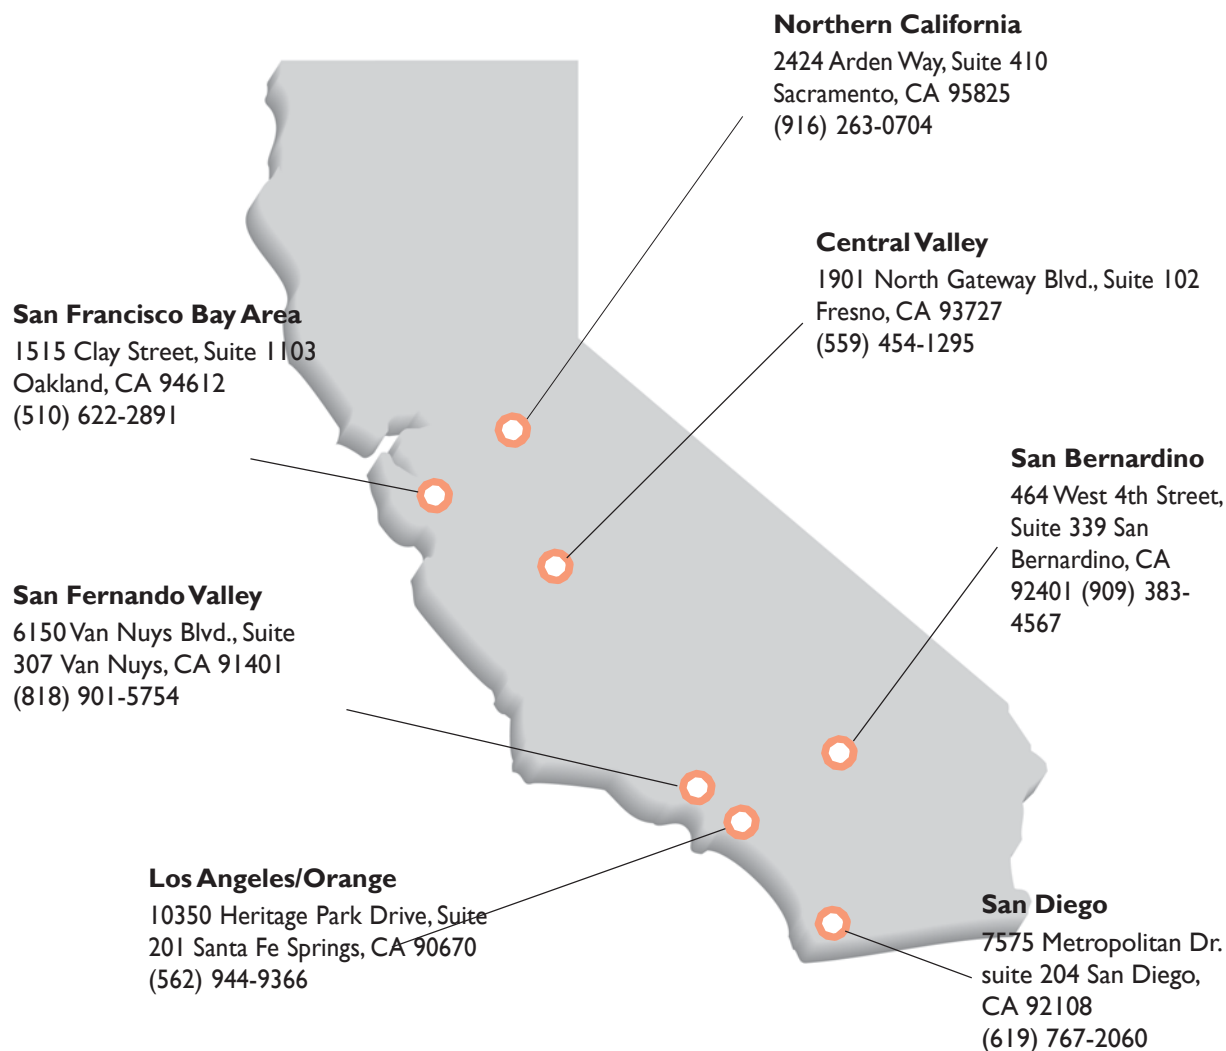 Northern California
2424 Arden Way, Suite 410
Sacramento, CA 95825
(916) 263-0704
Central Valley
1901 North Gateway Blvd., Suite 102
Fresno, CA 93727
(559) 454-1295
San Francisco Bay Area
1515 Clay Street, Suite 1103
Oakland, CA 94612
(510) 622-2891
San Bernardino
464 West 4th Street,
Suite 339 San
Bernardino, CA
92401 (909) 383-
4567
San Fernando Valley
6150 Van Nuys Blvd., Suite
307 Van Nuys, CA 91401
(818) 901-5754
Los Angeles/Orange
10350 Heritage Park Drive, Suite
201 Santa Fe Springs, CA 90670
(562) 944-9366
San Diego
7575 Metropolitan Dr.
suite 204 San Diego,
CA 92108
(619) 767-2060